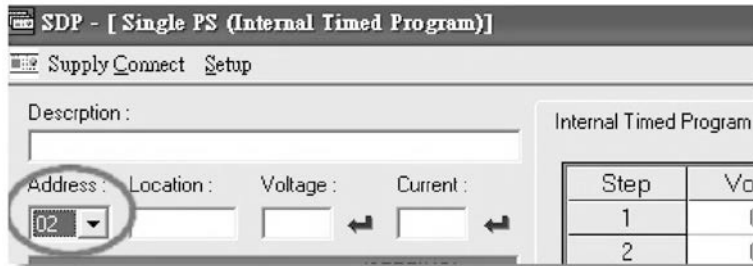 SDP - [ Single PS (Internal Timed Program)]
Supply Connect Setup
Descrption :
Internal Timed Program
Address : Location : Voltage : Current :
Step
02
1
2